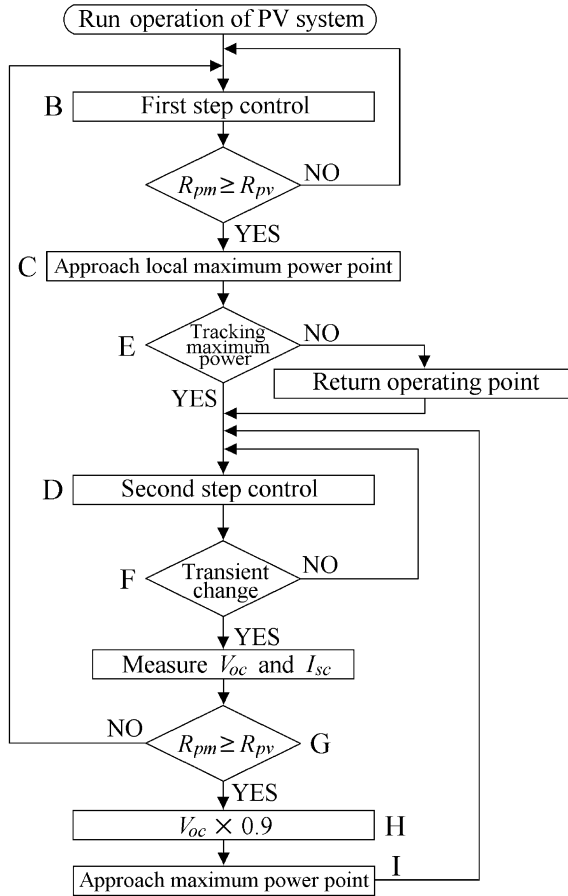 Run operation of PV system
B
First step control
Rpm ≥ Rpv
NO
YES
C
Approach local maximum power point
E
Tracking
maximum
power
NO
Return operating point
YES
D
Second step control
F
Transient
change
NO
YES
Measure Voc and Isc
NO
Rpm ≥ Rpv
G
YES
Voc × 0.9
H
Approach maximum power point
I